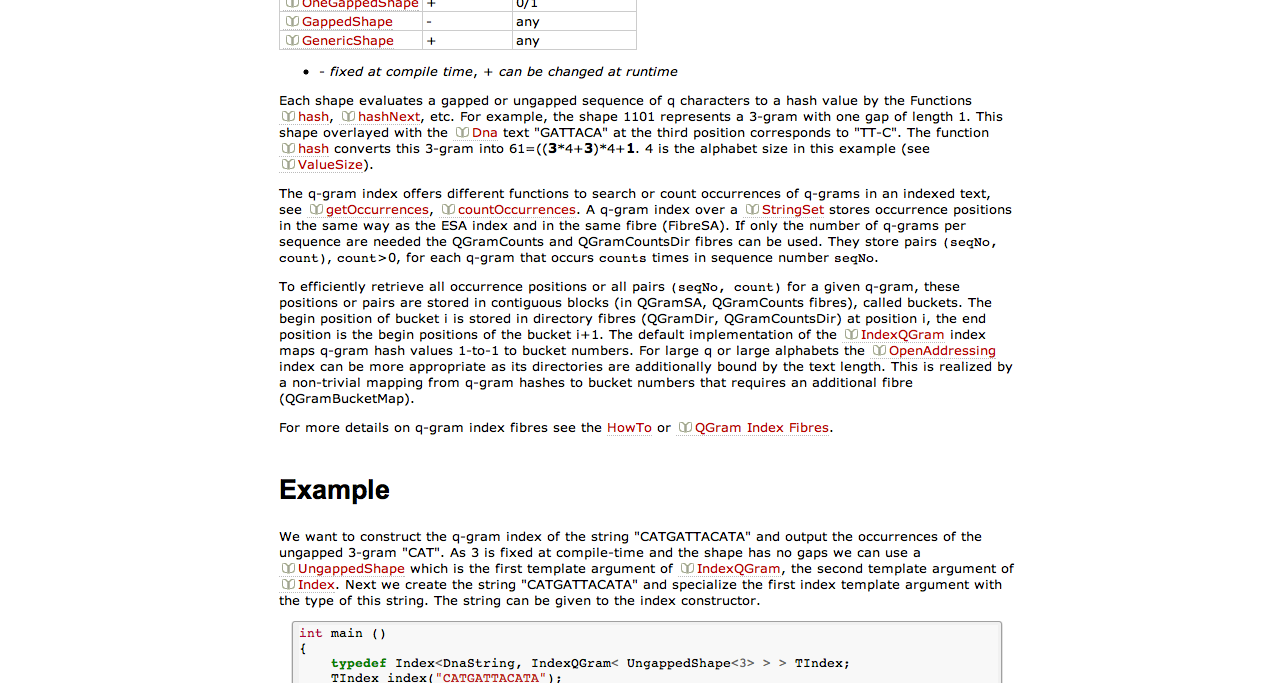 OneGappedShape + 0/1
GappedShape - any
GenericShape + any
• - fixed at compile time, + can be changed at runtime
Each shape evaluates a gapped or ungapped sequence of q characters to a hash value by the Functions
hash, hashNext, etc. For example, the shape 1101 represents a 3-gram with one gap of length 1. This
shape overlayed with the Dna text "GATTACA" at the third position corresponds to "TT-C". The function
hash converts this 3-gram into 61=((3*4+3)*4+1. 4 is the alphabet size in this example (see
ValueSize).
The q-gram index offers different functions to search or count occurrences of q-grams in an indexed text,
see getOccurrences, countOccurrences. A q-gram index over a StringSet stores occurrence positions
in the same way as the ESA index and in the same fibre (FibreSA). If only the number of q-grams per
sequence are needed the QGramCounts and QGramCountsDir fibres can be used. They store pairs (seqNo,
count), count>0, for each q-gram that occurs counts times in sequence number seqNo.
To efficiently retrieve all occurrence positions or all pairs (seqNo, count) for a given q-gram, these
positions or pairs are stored in contiguous blocks (in QGramSA, QGramCounts fibres), called buckets. The
begin position of bucket i is stored in directory fibres (QGramDir, QGramCountsDir) at position i, the end
position is the begin positions of the bucket i+1. The default implementation of the IndexQGram index
maps q-gram hash values 1-to-1 to bucket numbers. For large q or large alphabets the OpenAddressing
index can be more appropriate as its directories are additionally bound by the text length. This is realized by
a non-trivial mapping from q-gram hashes to bucket numbers that requires an additional fibre
(QGramBucketMap).
For more details on q-gram index fibres see the HowTo or QGram Index Fibres.
Example
We want to construct the q-gram index of the string "CATGATTACATA" and output the occurrences of the
ungapped 3-gram "CAT". As 3 is fixed at compile-time and the shape has no gaps we can use a
UngappedShape which is the first template argument of IndexQGram, the second template argument of
Index. Next we create the string "CATGATTACATA" and specialize the first index template argument with
the type of this string. The string can be given to the index constructor.
int main ()
{
typedef Index<DnaString, IndexQGram< UngappedShape<3> > > TIndex;
TIndex index("CATGATTACATA");